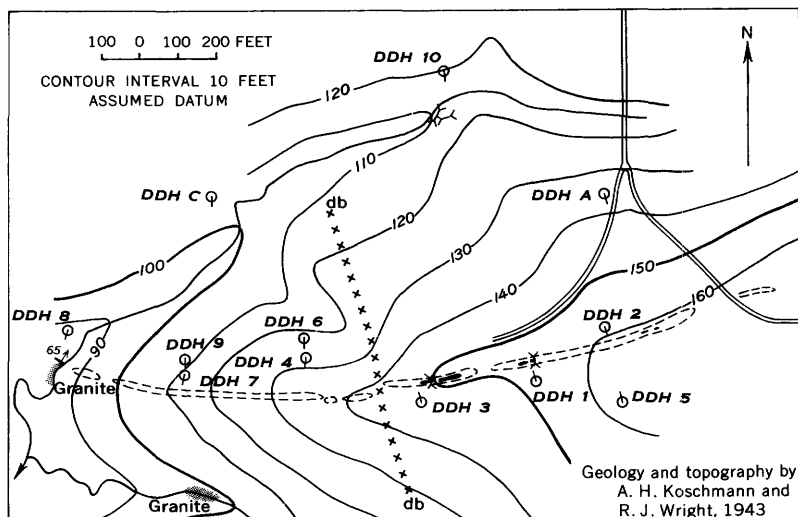 100 0 100 200 FEET
CONTOUR INTERVAL 10 FEET
ASSUMED DATUM
DDH 10
N
120
110
DDH C
db
DDH A
120
130
100
140
150
160
DDH 8
DDH 6
DDH 2
65
90
DDH 9
DDH 4
DDH 7
Granite
DDH 3
DDH 1
DDH 5
Granite
db
Geology and topography by
A. H. Koschmann and
R. J. Wright, 1943